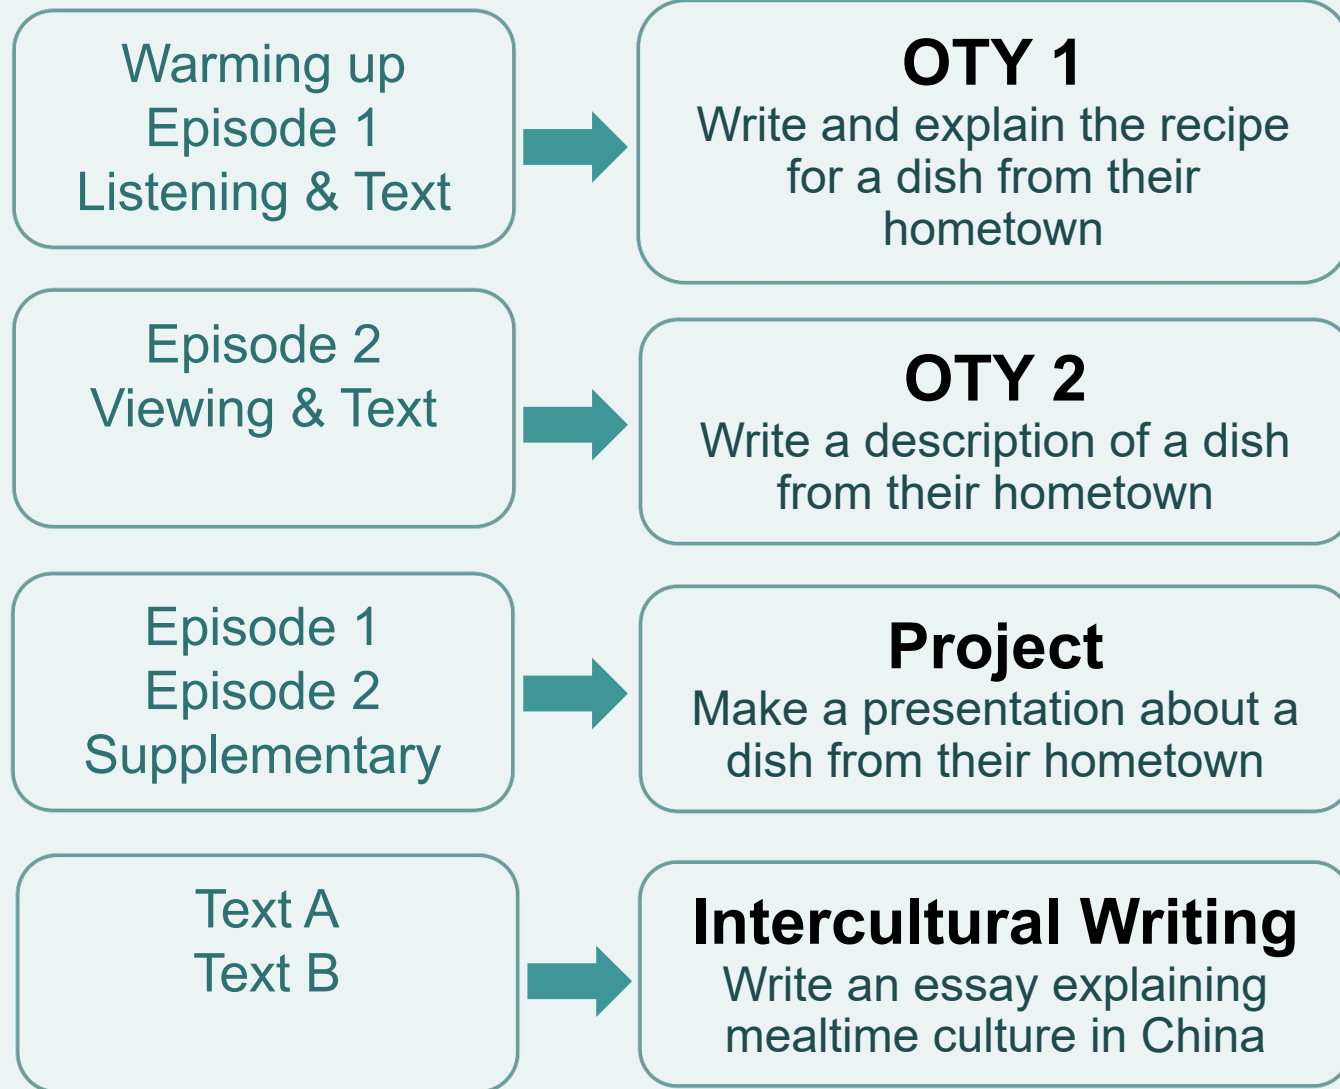 Warming up
Episode 1
Listening & Text
OTY 1
Write and explain the recipe
for a dish from their
hometown
Episode 2
Viewing & Text
OTY 2
Write a description of a dish
from their hometown
Episode 1
Episode 2
Supplementary
Project
Make a presentation about a
dish from their hometown
Text A
Text B
Intercultural Writing
Write an essay explaining
mealtime culture in China